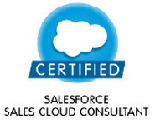 CERTIFIED
SALESFORCE
SALES CLOUD CONSULTANT